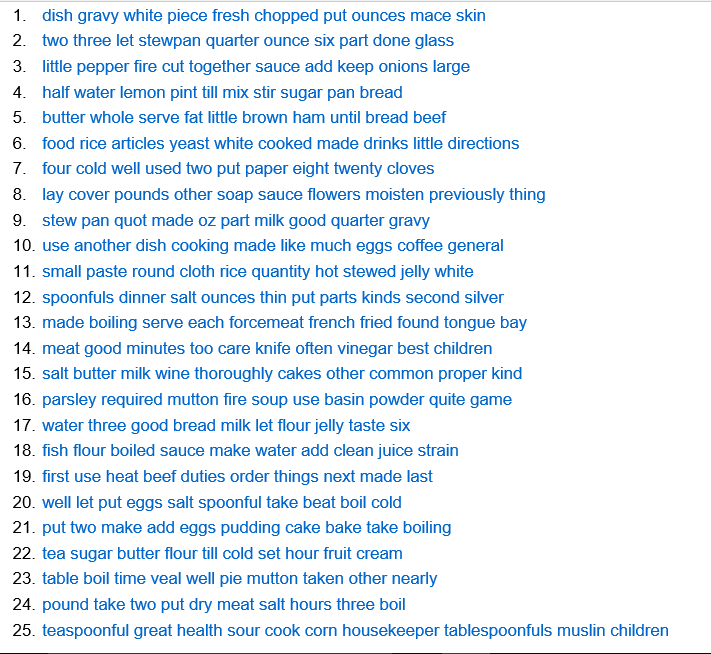 1. dish gravy white piece fresh chopped put ounces mace skin
2. two three let stewpan quarter ounce six part done glass
3. little pepper fire cut together sauce add keep onions large
4. half water lemon pint till mix stir sugar pan bread
5. butter whole serve fat little brown ham until bread beef
6. food rice articles yeast white cooked made drinks little directions
7. four cold well used two put paper eight twenty cloves
8. lay cover pounds other soap sauce flowers moisten previously thing
9. stew pan quot made oz part milk good quarter gravy
10. use another dish cooking made like much eggs coffee general
11. small paste round cloth rice quantity hot stewed jelly white
12. spoonfuls dinner salt ounces thin put parts kinds second silver
13. made boiling serve each forcemeat french fried found tongue bay
14. meat good minutes too care knife often vinegar best children
15. salt butter milk wine thoroughly cakes other common proper kind
16. parsley required mutton fire soup use basin powder quite game
17. water three good bread milk let flour jelly taste six
18. fish flour boiled sauce make water add clean juice strain
19. first use heat beef duties order things next made last
20. well let put eggs salt spoonful take beat boil cold
21. put two make add eggs pudding cake bake take boiling
22. tea sugar butter flour till cold set hour fruit cream
23. table boil time veal well pie mutton taken other nearly
24. pound take two put dry meat salt hours three boil
25. teaspoonful great health sour cook corn housekeeper tablespoonfuls muslin children